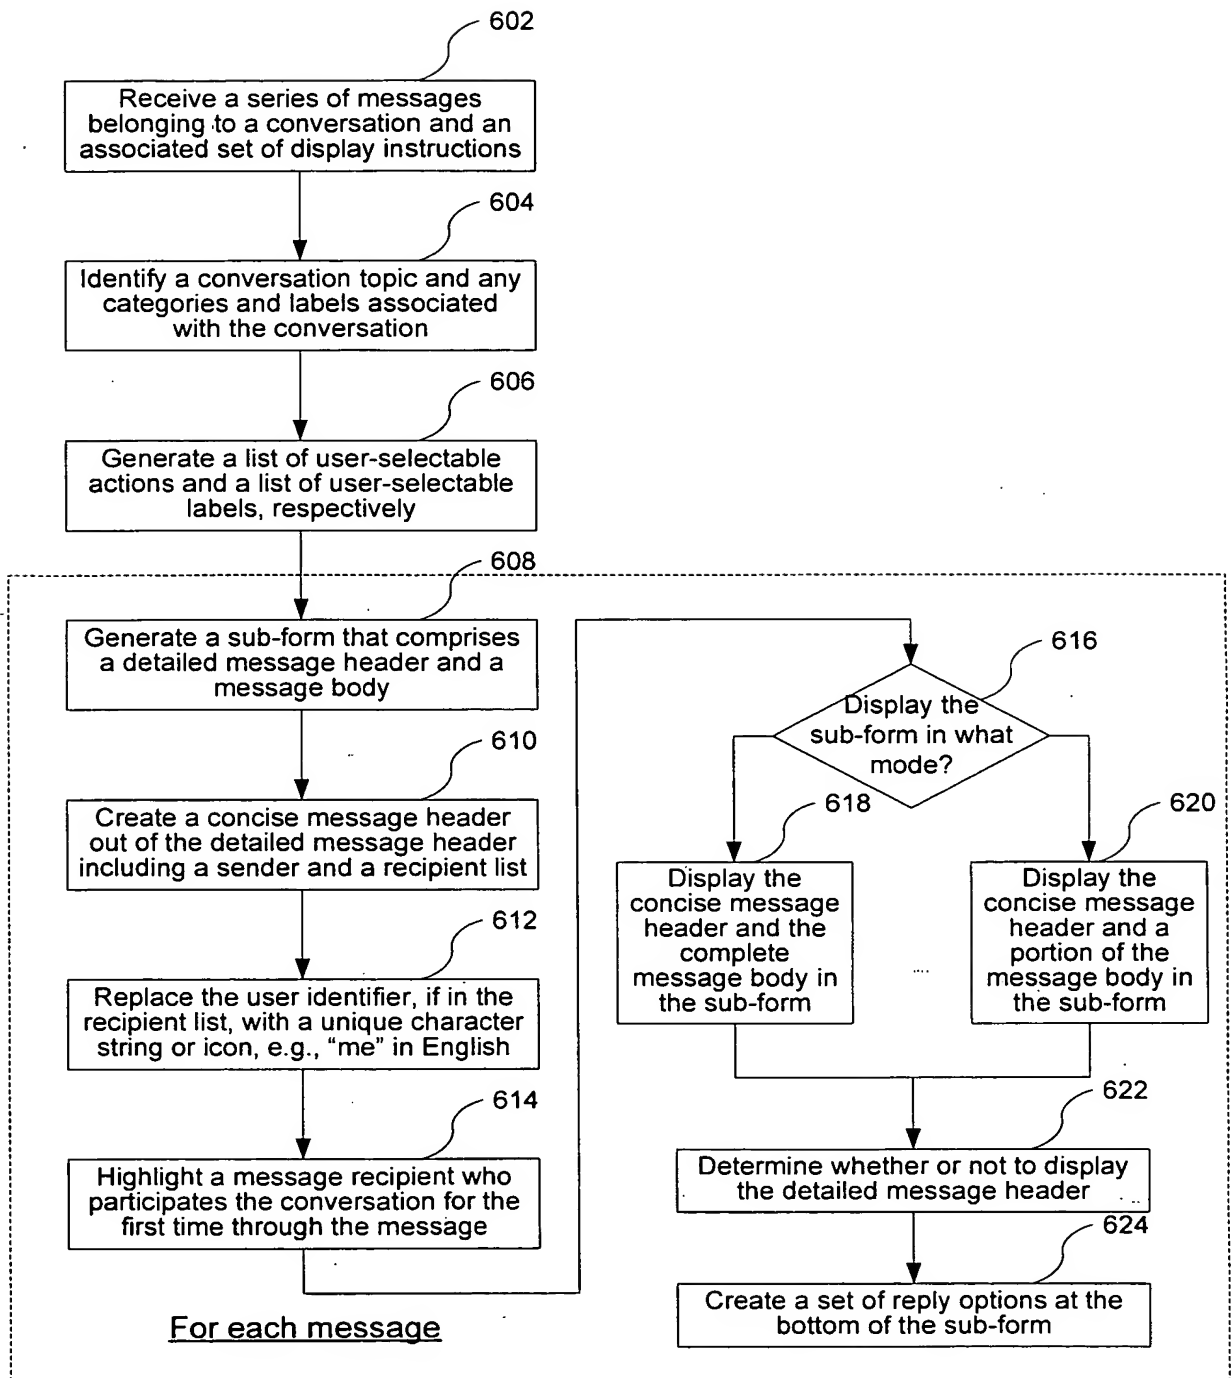 602
Receive a series of messages
belonging to a conversation and an
associated set of display instructions
604
Identify a conversation topic and any
categories and labels associated
with the conversation
606
Generate a list of user-selectable
actions and a list of user-selectable
labels, respectively
608
Generate a sub-form that comprises
a detailed message header and a
message body
610
Create a concise message header
out of the detailed message header
including a sender and a recipient list
612
Replace the user identifier, if in the
recipient list, with a unique character
string or icon, e.g., “me” in English
614
Highlight a message recipient who
participates the conversation for the
first time through the message
For each message
616
Display the
sub-form in what
mode?
618
Display the
concise message
header and the
complete
message body in
the sub-form
....
620
Display the
concise message
header and a
portion of the
message body in
the sub-form
622
Determine whether or not to display
the detailed message header
624
Create a set of reply options at the
bottom of the sub-form